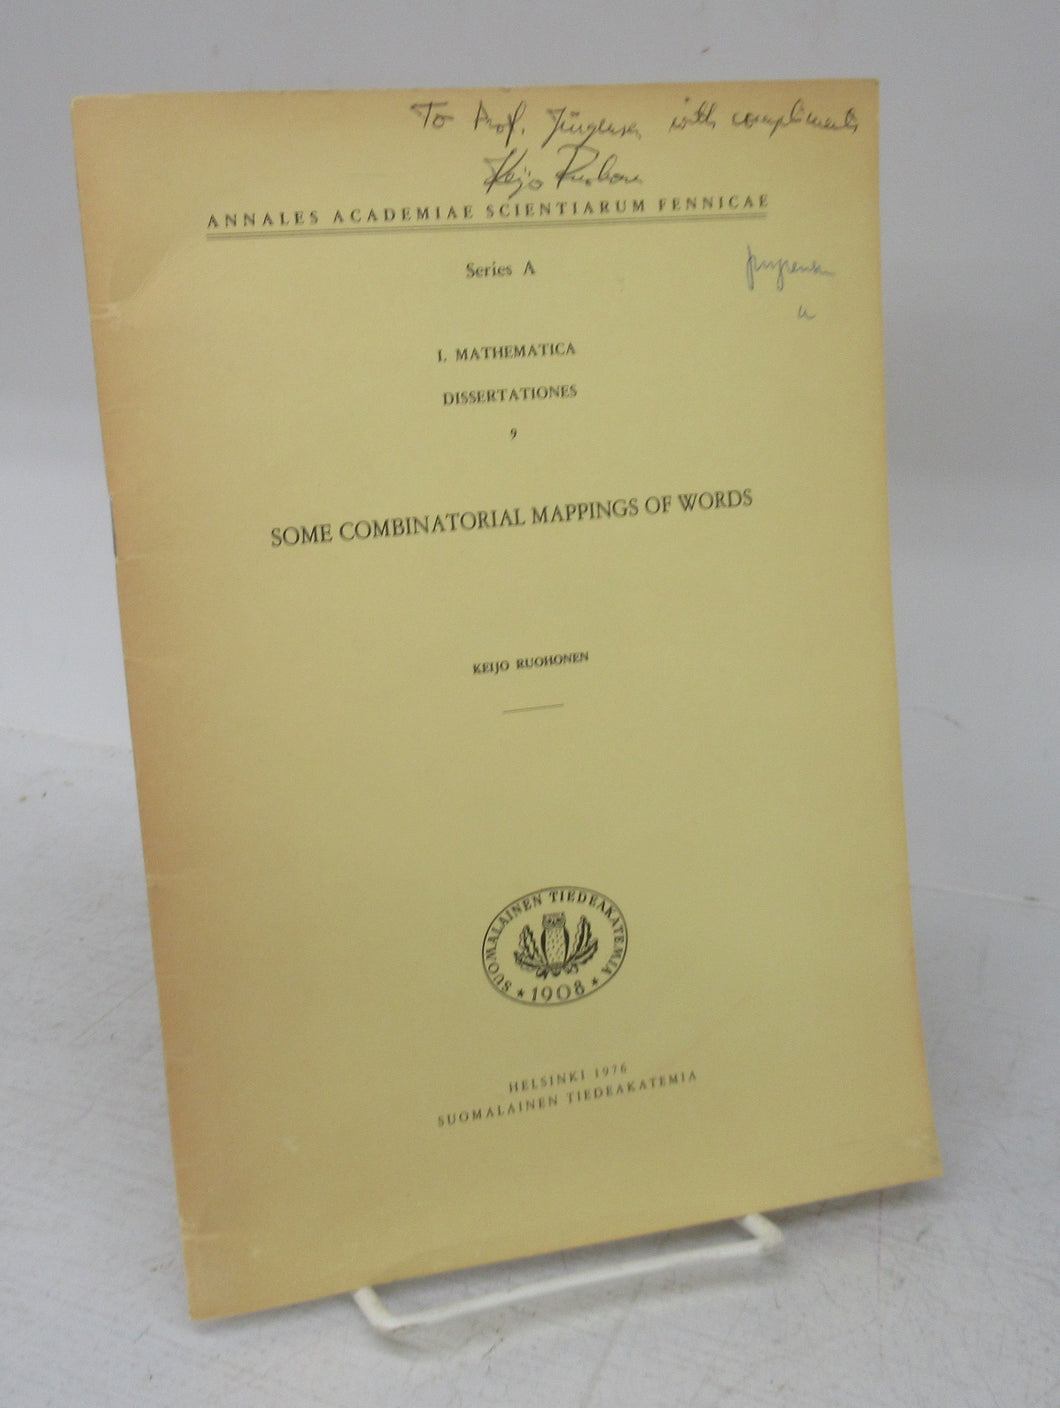 To Prof. Jürgensen with compliments
Keijo Ruohonen
ANNALES ACADEMIAE SCIENTIARUM FENNICAE
Series A
Jürgensen
I. MATHEMATICA
DISSERTATIONES
9
SOME COMBINATORIAL MAPPINGS OF WORDS
KEIJO RUOHONEN
SUOMALAINEN TIEDEAKATEMIA
★ 1908 ★
HELSINKI 1976
SUOMALAINEN TIEDEAKATEMIA